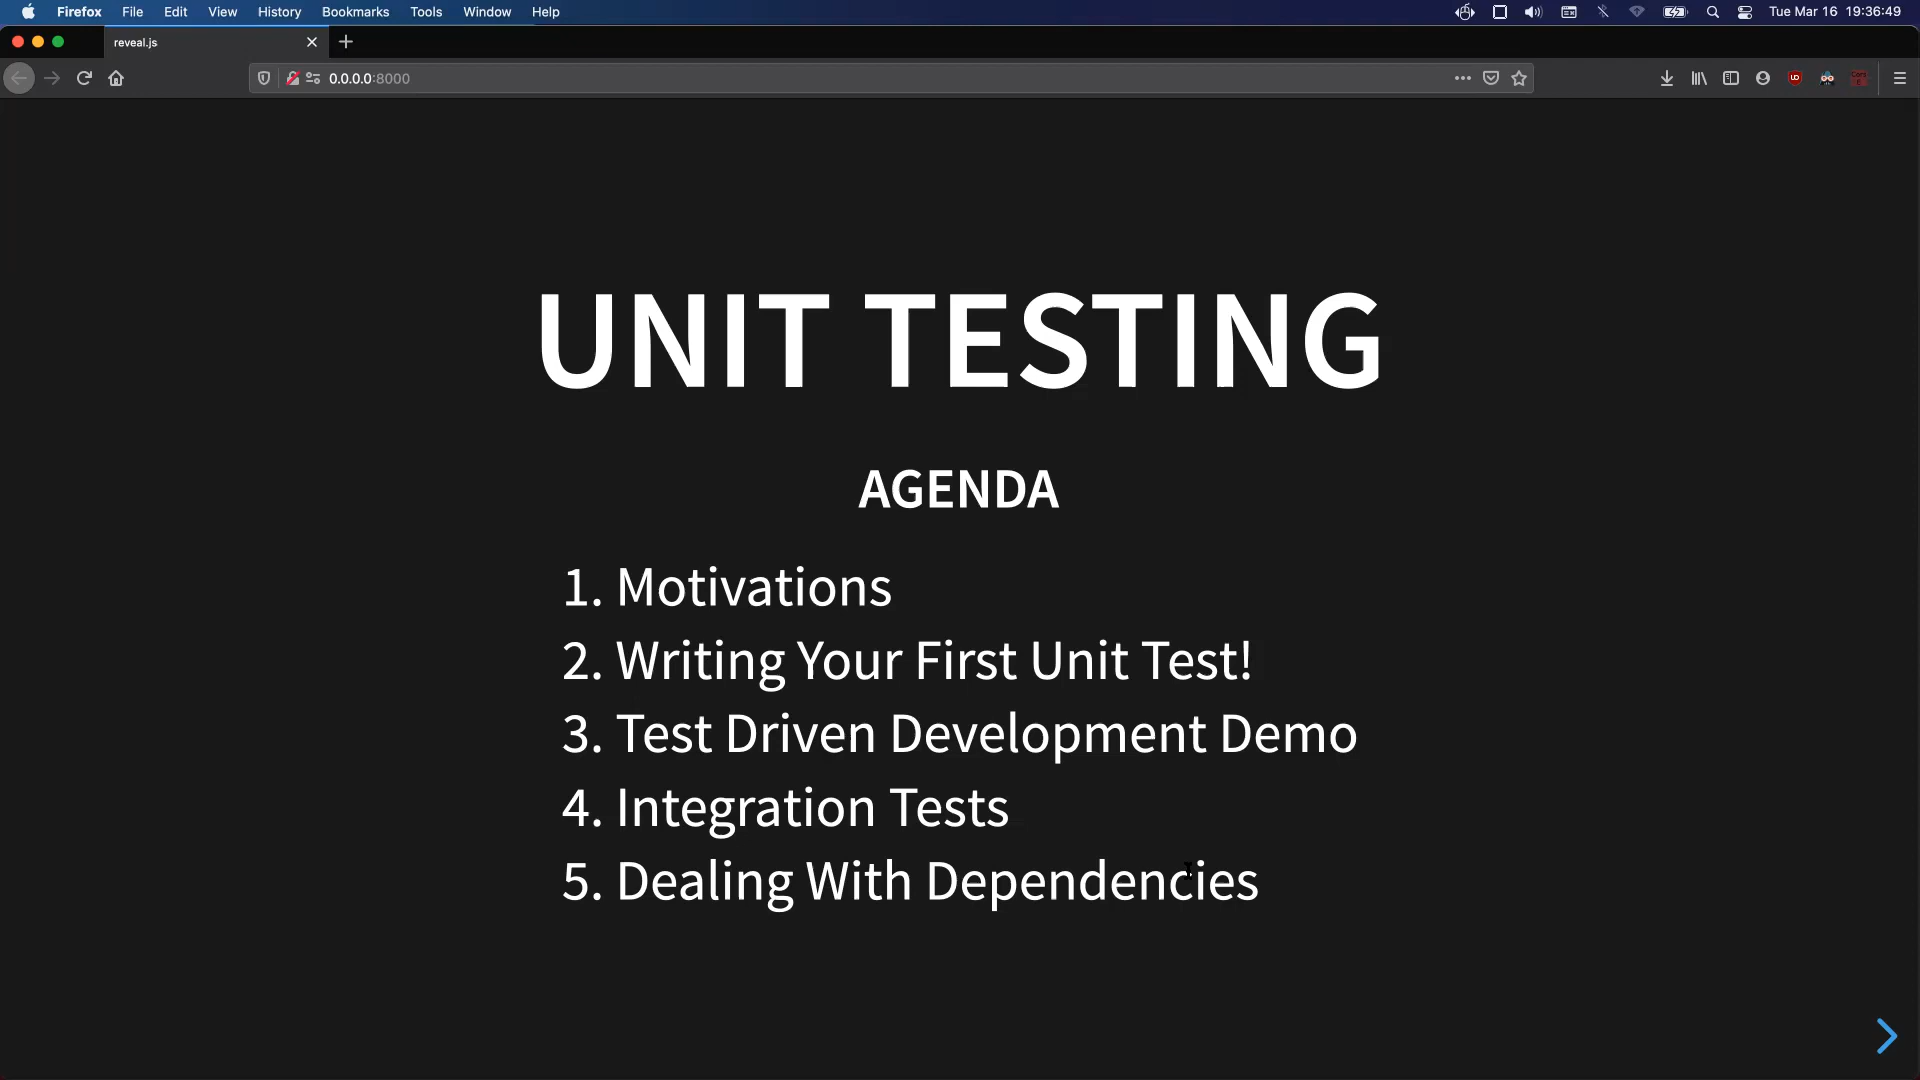 Firefox File Edit View History Bookmarks Tools Window Help Tue Mar 16 19:36:49
reveal.js
0.0.0.0:8000
UNIT TESTING
AGENDA
1. Motivations
2. Writing Your First Unit Test!
3. Test Driven Development Demo
4. Integration Tests
5. Dealing With Dependencies